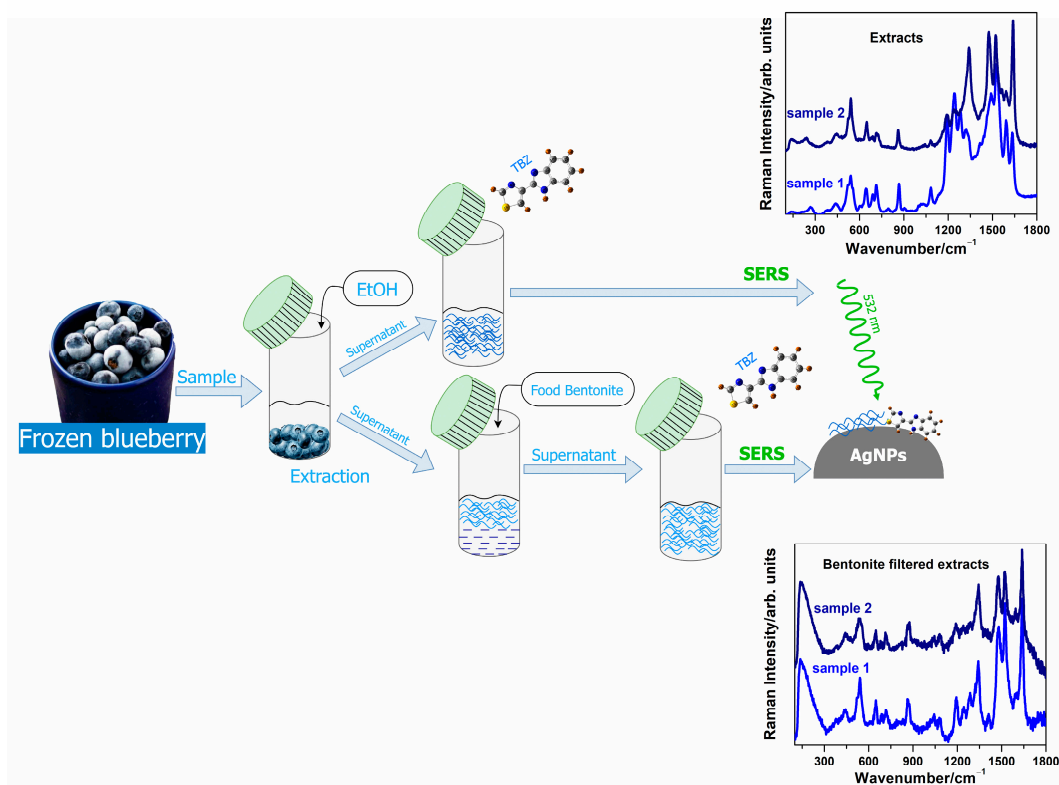 Extracts
sample 2
sample 1
Raman Intensity/arb. units
300 600 900 1200 1500 1800
Wavenumber/cm⁻¹
TBZ
EtOH
SERS
532 nm
Supernatant
Sample
Frozen blueberry
Extraction
Supernatant
TBZ
Food Bentonite
Supernatant
SERS
AgNPs
Bentonite filtered extracts
sample 2
sample 1
Raman Intensity/arb. units
300 600 900 1200 1500 1800
Wavenumber/cm⁻¹